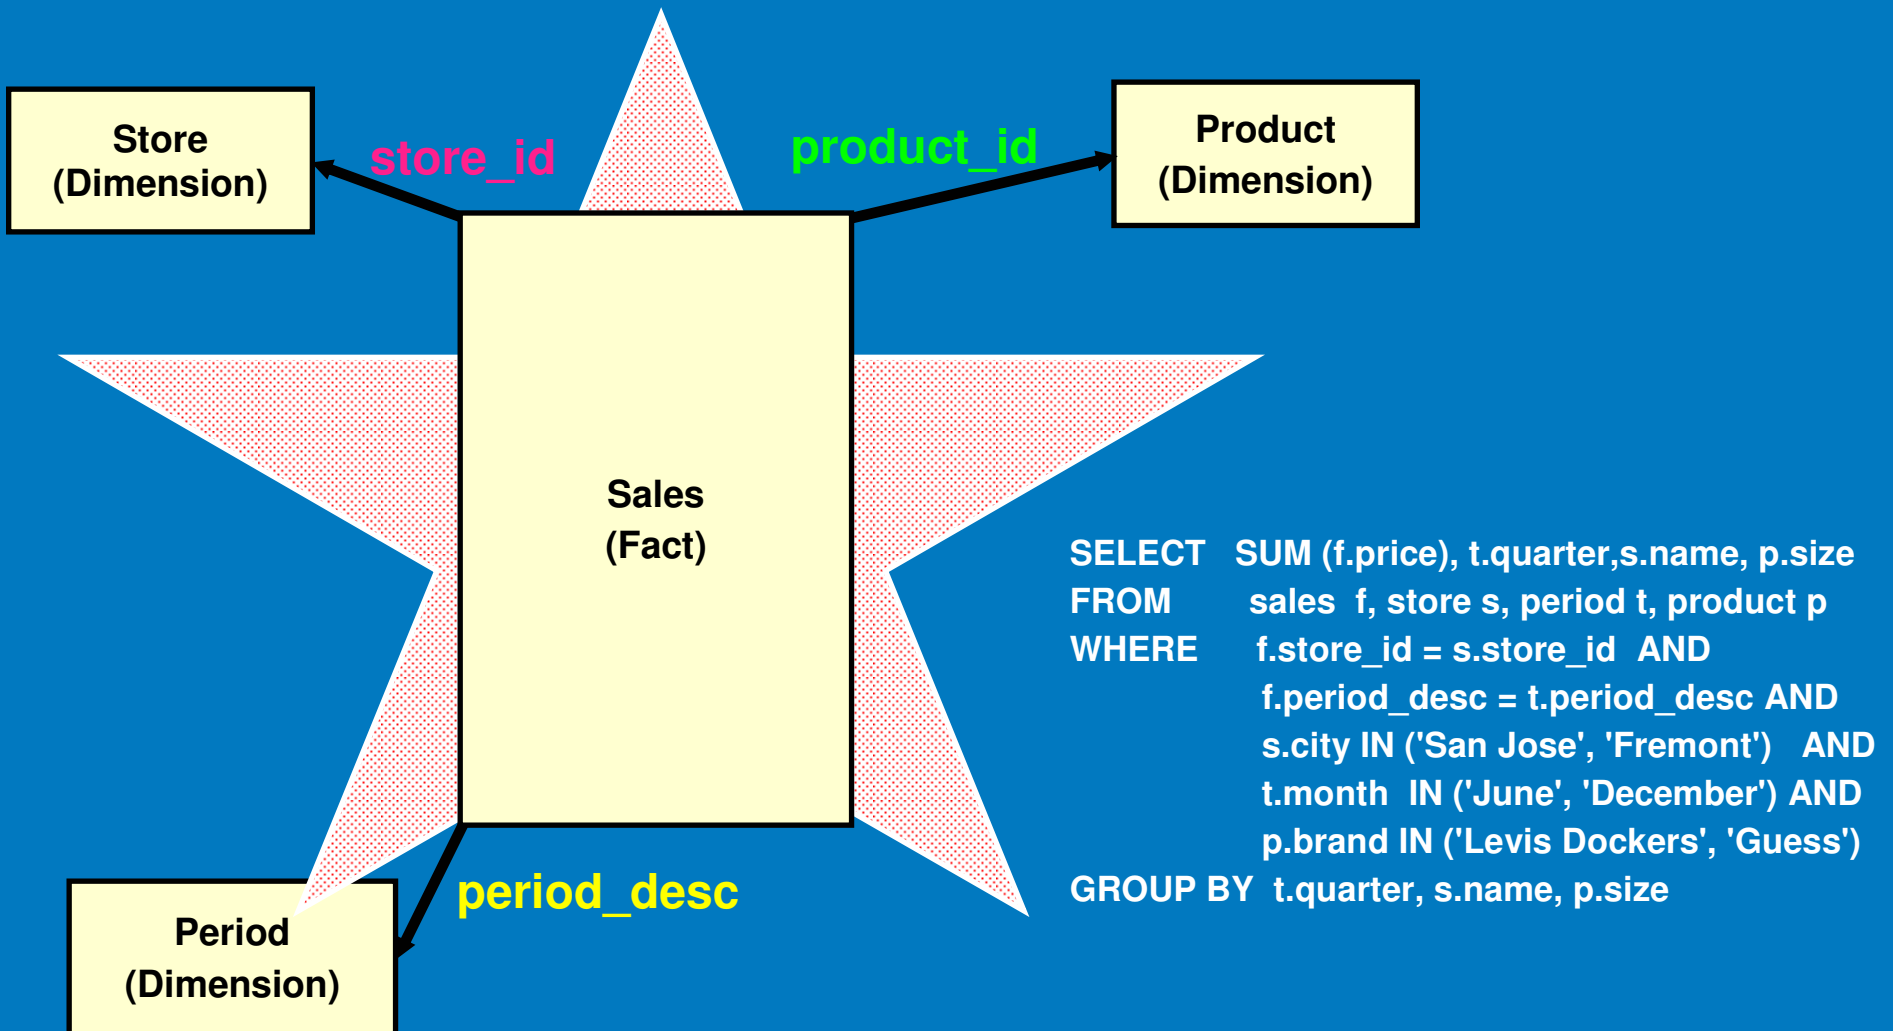 Store
(Dimension)
store_id
product_id
Product
(Dimension)
Sales
(Fact)
SELECT SUM (f.price), t.quarter,s.name, p.size
FROM sales f, store s, period t, product p
WHERE f.store_id = s.store_id AND
f.period_desc = t.period_desc AND
s.city IN ('San Jose', 'Fremont') AND
t.month IN ('June', 'December') AND
p.brand IN ('Levis Dockers', 'Guess')
GROUP BY t.quarter, s.name, p.size
period_desc
Period
(Dimension)